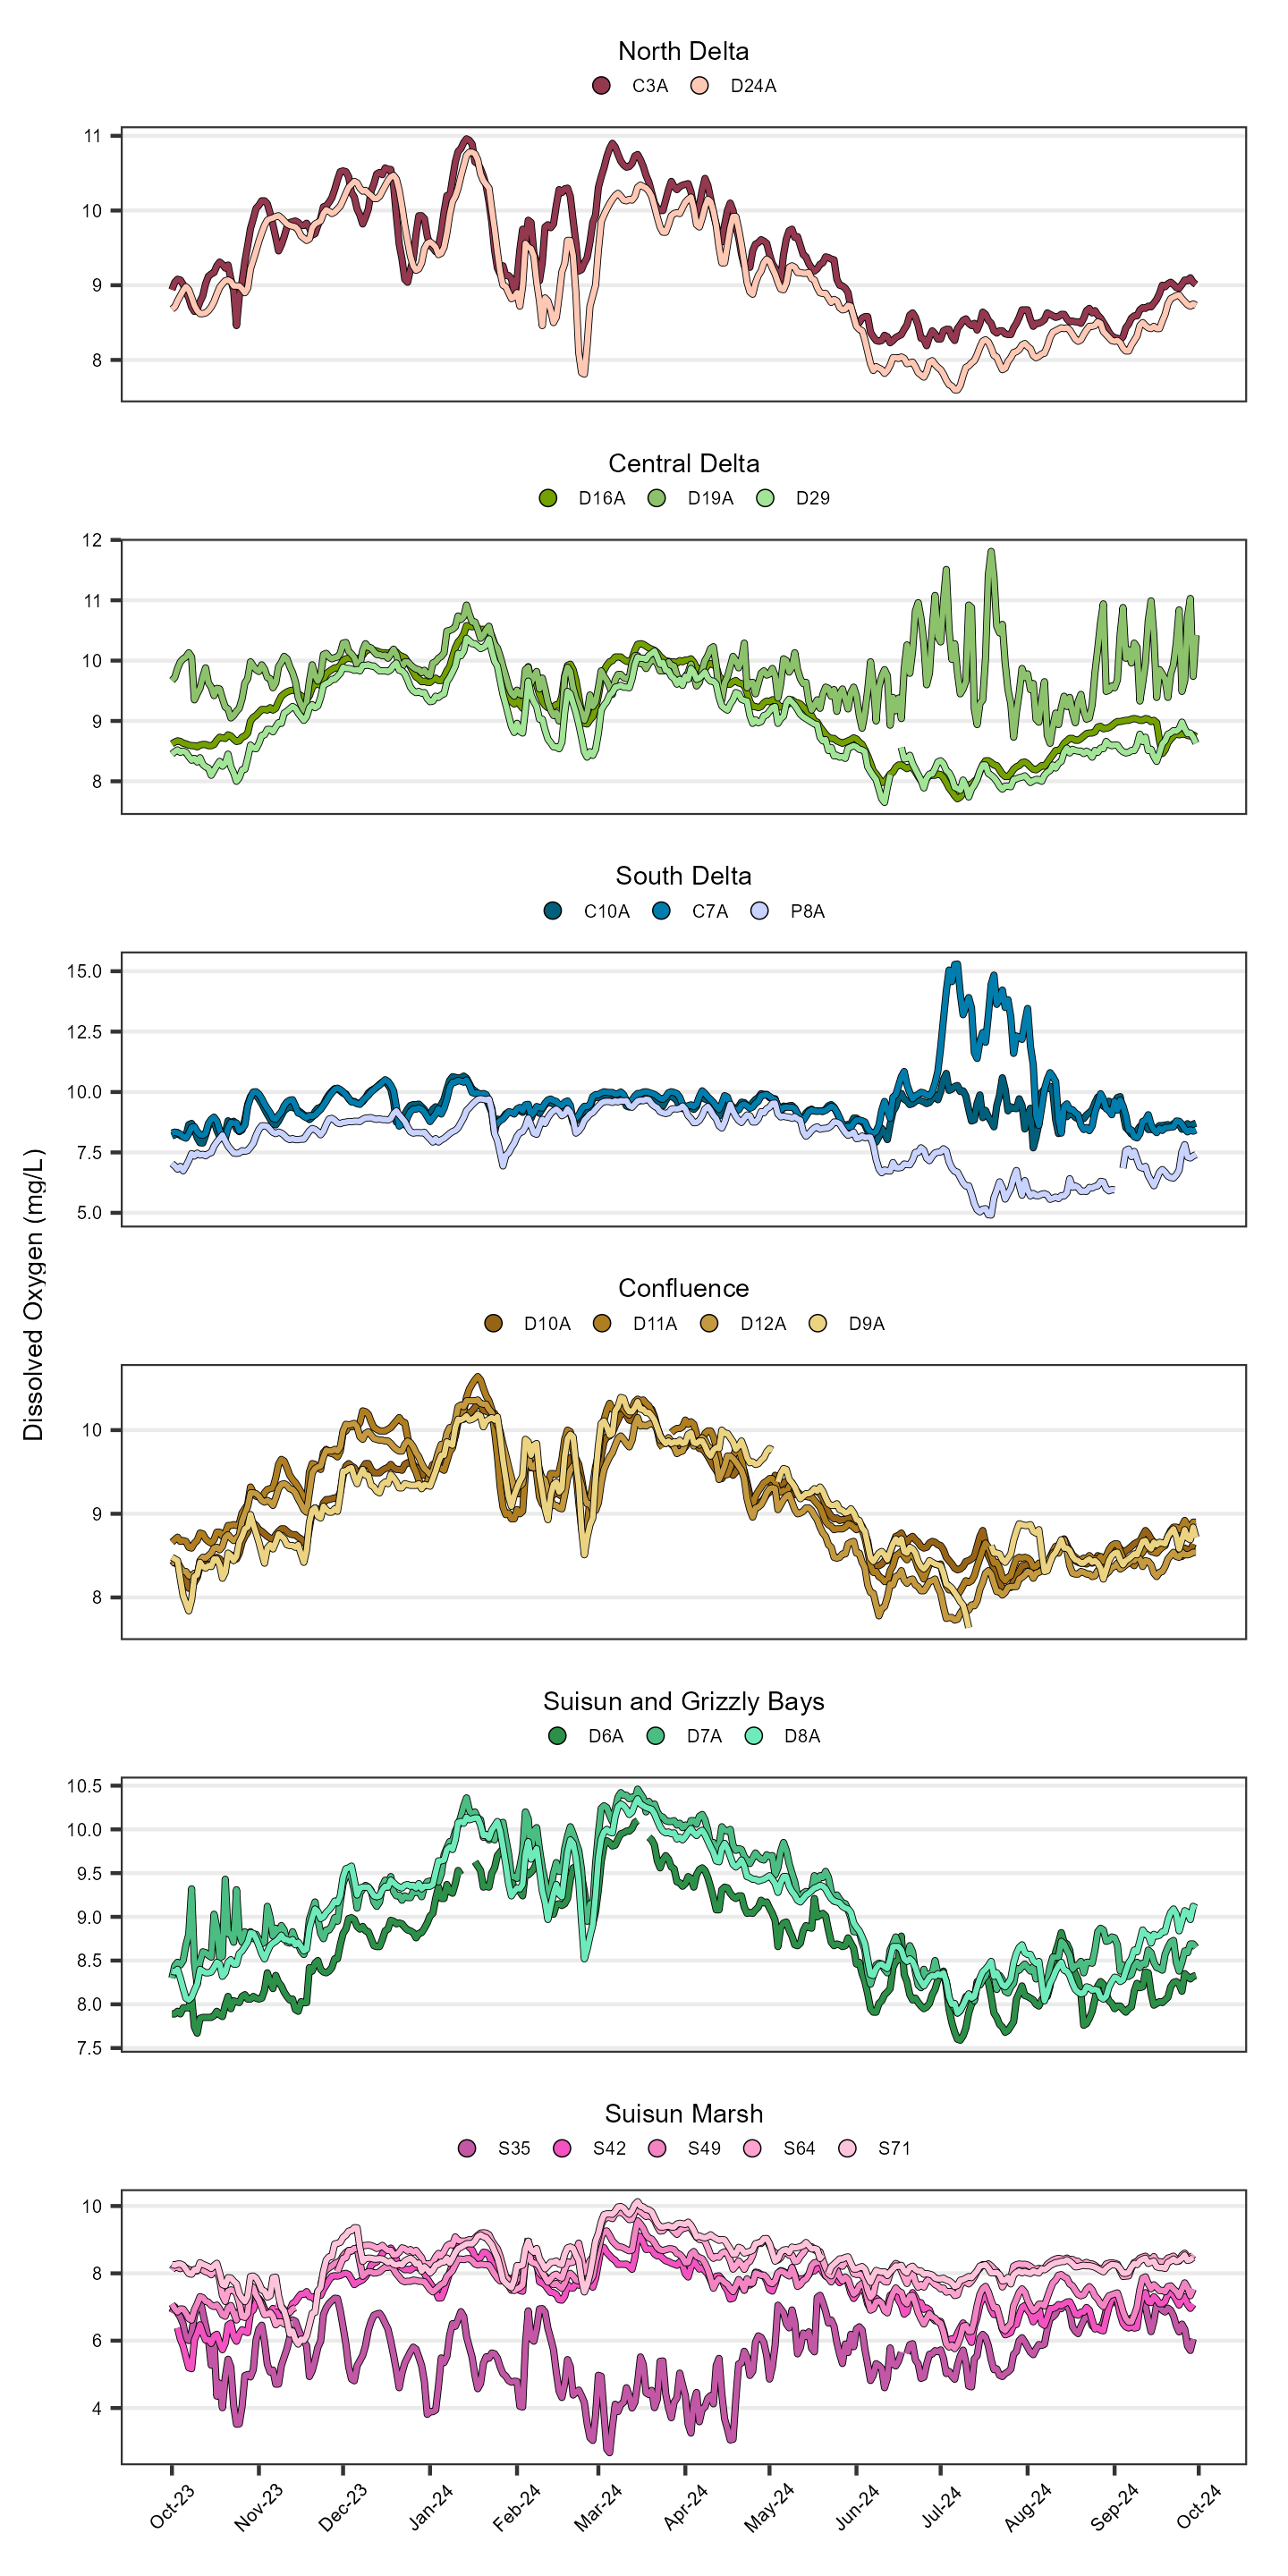 North Delta
C3A D24A
11
10
9
8
Central Delta
D16A D19A D29
12
11
10
9
8
South Delta
C10A C7A P8A
15.0
12.5
10.0
7.5
5.0
Dissolved Oxygen (mg/L)
Confluence
D10A D11A D12A D9A
10
9
8
Suisun and Grizzly Bays
D6A D7A D8A
10.5
10.0
9.5
9.0
8.5
8.0
7.5
Suisun Marsh
S35 S42 S49 S64 S71
10
8
6
4
Oct-23 Nov-23 Dec-23 Jan-24 Feb-24 Mar-24 Apr-24 May-24 Jun-24 Jul-24 Aug-24 Sep-24 Oct-24